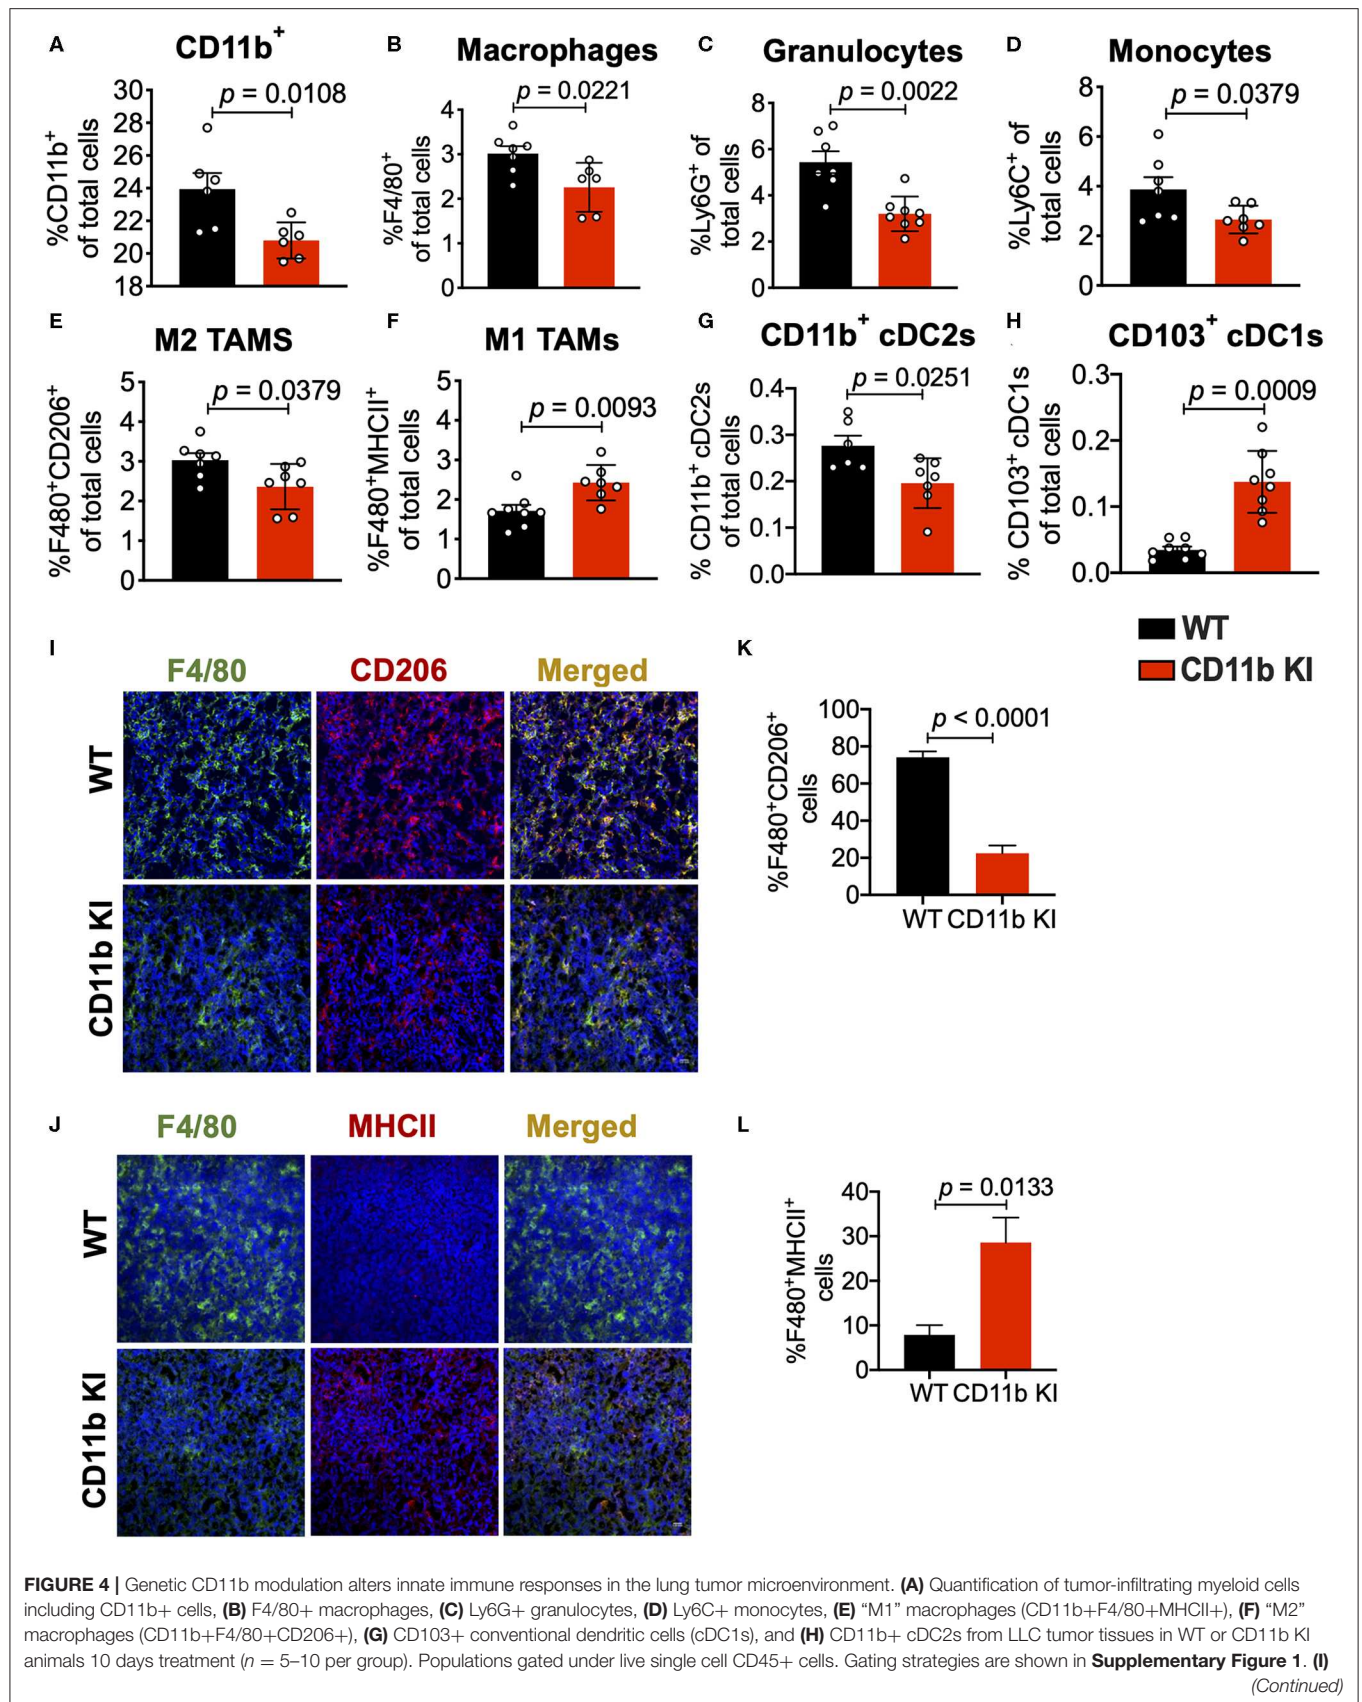 A
CD11b+
%CD11b+
of total cells
30
28
26
24
22
20
18
p = 0.0108
B
Macrophages
%F4/80+
of total cells
4
3
2
1
0
p = 0.0221
C
Granulocytes
%Ly6G+ of
total cells
8
6
4
2
0
p = 0.0022
D
Monocytes
%Ly6C+ of
total cells
8
6
4
2
0
p = 0.0379
E
M2 TAMS
%F480+CD206+
of total cells
5
4
3
2
1
0
p = 0.0379
F
M1 TAMs
%F480+MHCII+
of total cells
5
4
3
2
1
0
p = 0.0093
G
CD11b+ cDC2s
% CD11b+ cDC2s
of total cells
0.4
0.3
0.2
0.1
0.0
p = 0.0251
H
CD103+ cDC1s
% CD103+ cDC1s
of total cells
0.3
0.2
0.1
0.0
p = 0.0009
WT
CD11b KI
I
F4/80 CD206 Merged
WT
CD11b KI
K
%F480+CD206+
cells
100
80
60
40
20
0
p < 0.0001
WT CD11b KI
J
F4/80 MHCII Merged
WT
CD11b KI
L
%F480+MHCII+
cells
40
30
20
10
0
p = 0.0133
WT CD11b KI
FIGURE 4 | Genetic CD11b modulation alters innate immune responses in the lung tumor microenvironment. (A) Quantification of tumor-infiltrating myeloid cells
including CD11b+ cells, (B) F4/80+ macrophages, (C) Ly6G+ granulocytes, (D) Ly6C+ monocytes, (E) “M1” macrophages (CD11b+F4/80+MHCII+), (F) “M2”
macrophages (CD11b+F4/80+CD206+), (G) CD103+ conventional dendritic cells (cDC1s), and (H) CD11b+ cDC2s from LLC tumor tissues in WT or CD11b KI
animals 10 days treatment (n = 5–10 per group). Populations gated under live single cell CD45+ cells. Gating strategies are shown in Supplementary Figure 1. (I)
(Continued)